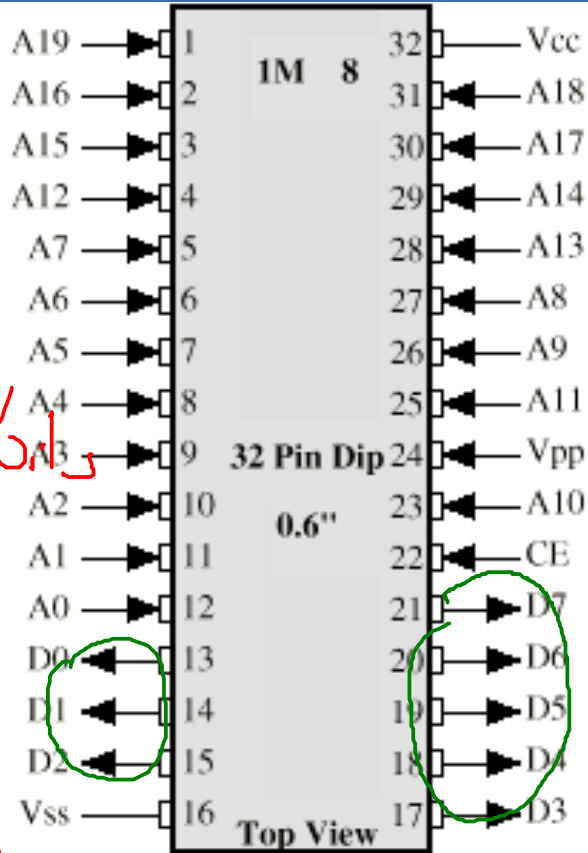 A19 1 32 Vcc
1M 8
A16 2 31 A18
A15 3 30 A17
A12 4 29 A14
A7 5 28 A13
A6 6 27 A8
A5 7 26 A9
A4 8 25 A11
A3 9 32 Pin Dip 24 Vpp
A2 10 23 A10
0.6"
A1 11 22 CE
A0 12 21 D7
D0 13 20 D6
D1 14 19 D5
D2 15 18 D4
Vss 16 17 D3
Top View